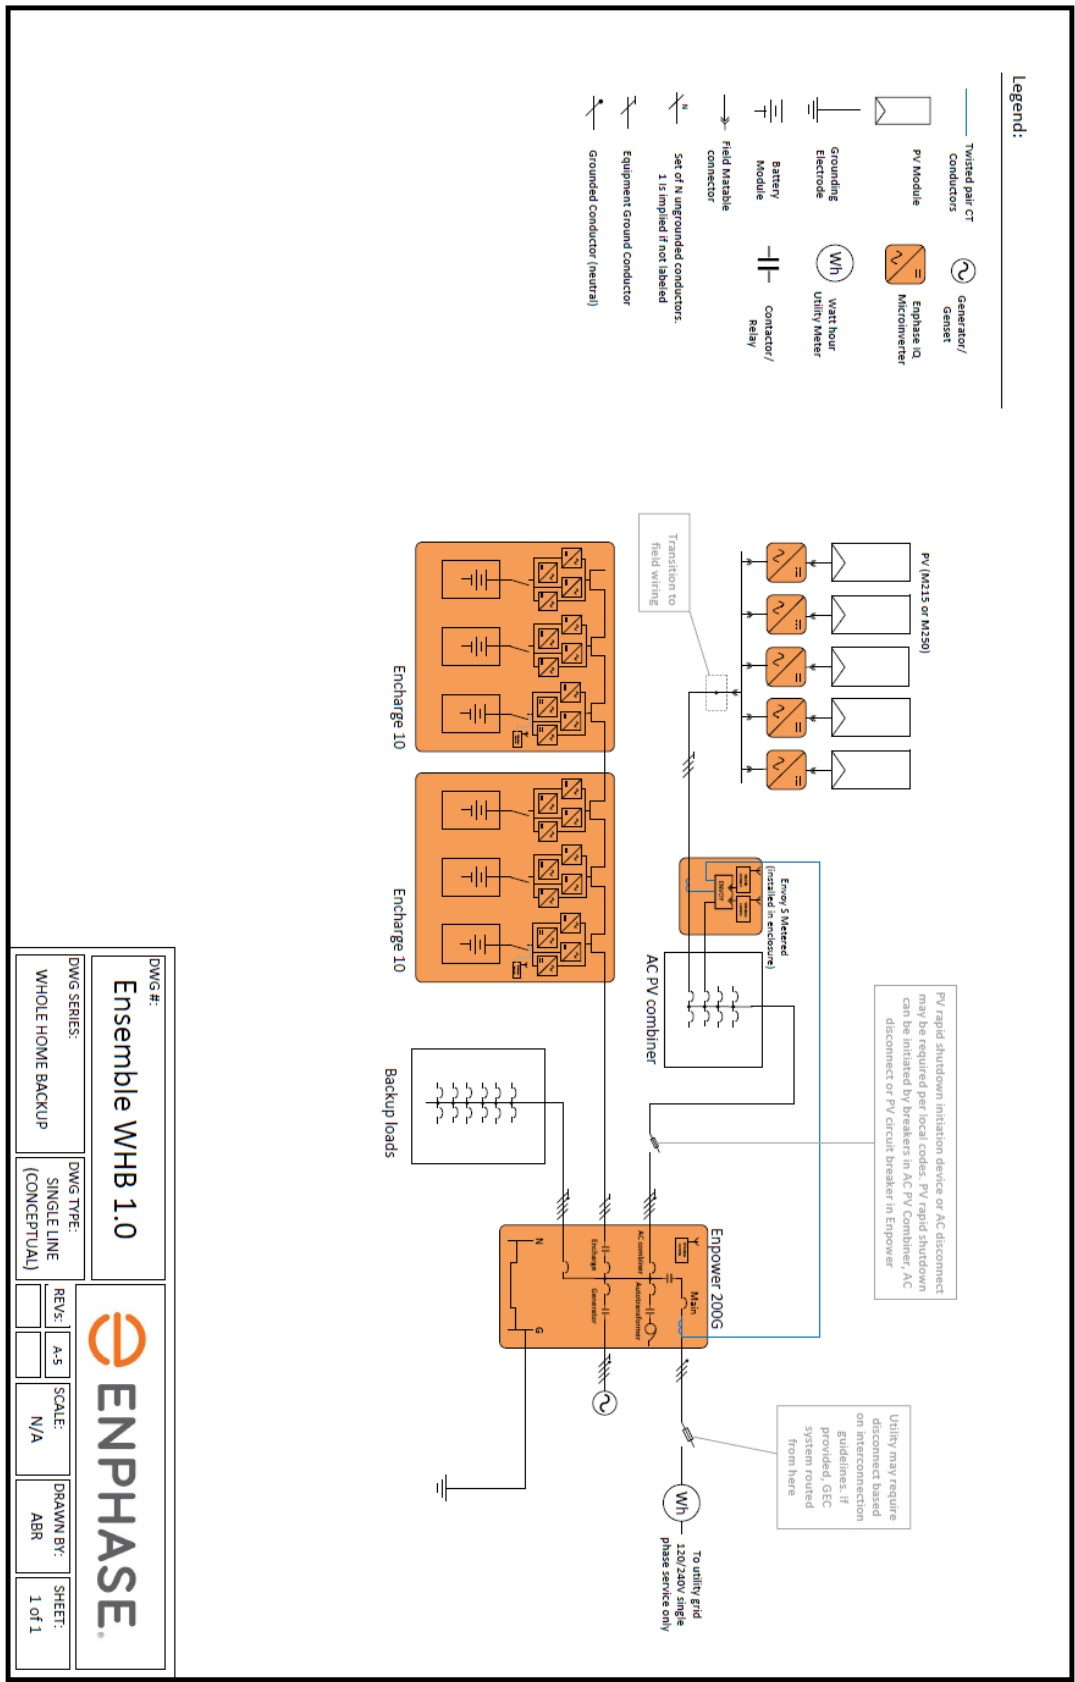 Legend:
Twisted pair CT
Conductors
Generator/
Genset
PV Module
Enphase IQ
Microinverter
Grounding
Electrode
Wh
Watt hour
Utility Meter
Battery
Module
Contactor/
Relay
Field Matable
connector
N
Set of N ungrounded conductors.
1 is implied if not labeled
Equipment Ground Conductor
Grounded Conductor (neutral)
PV (M215 or M250)
Transition to
field wiring
Encharge 10
Encharge 10
Envoy S Metered
(installed in enclosure)
ENVOY
AC PV combiner
PV rapid shutdown initiation device or AC disconnect
may be required per local codes. PV rapid shutdown
can be initiated by breakers in AC PV Combiner, AC
disconnect or PV circuit breaker in Enpower
Backup loads
Enpower 200G
Main
AC combiner
Autotransformer
Encharge
Generator
N
G
Utility may require
disconnect based
on interconnection
guidelines. If
provided, GEC
system routed
from here
Wh
To utility grid
120/240V single
phase service only
DWG #:
Ensemble WHB 1.0
ENPHASE
DWG SERIES:
WHOLE HOME BACKUP
DWG TYPE:
SINGLE LINE
(CONCEPTUAL)
REVs:
A-5
SCALE:
N/A
DRAWN BY:
ABR
SHEET:
1 of 1